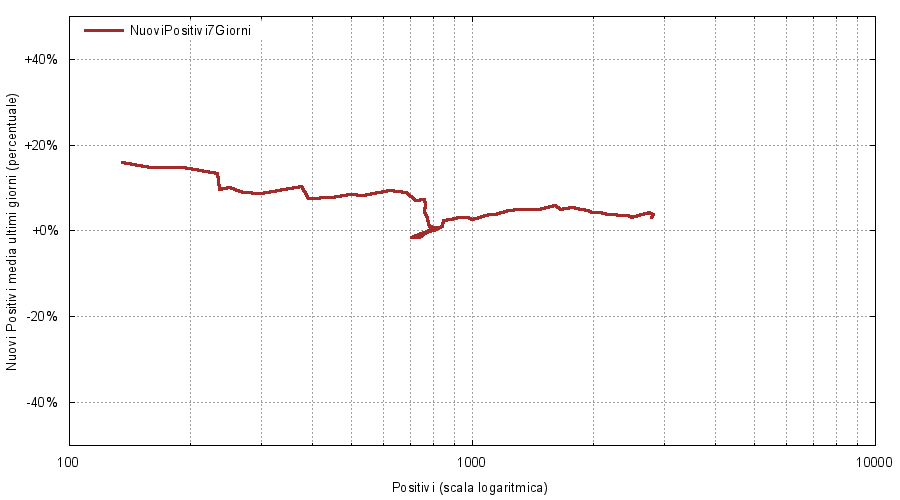 NuoviPositivi7Giorni
+40%
+20%
+0%
-20%
-40%
Nuovi Positivi media ultimi giorni (percentuale)
100
1000
10000
Positivi (scala logaritmica)